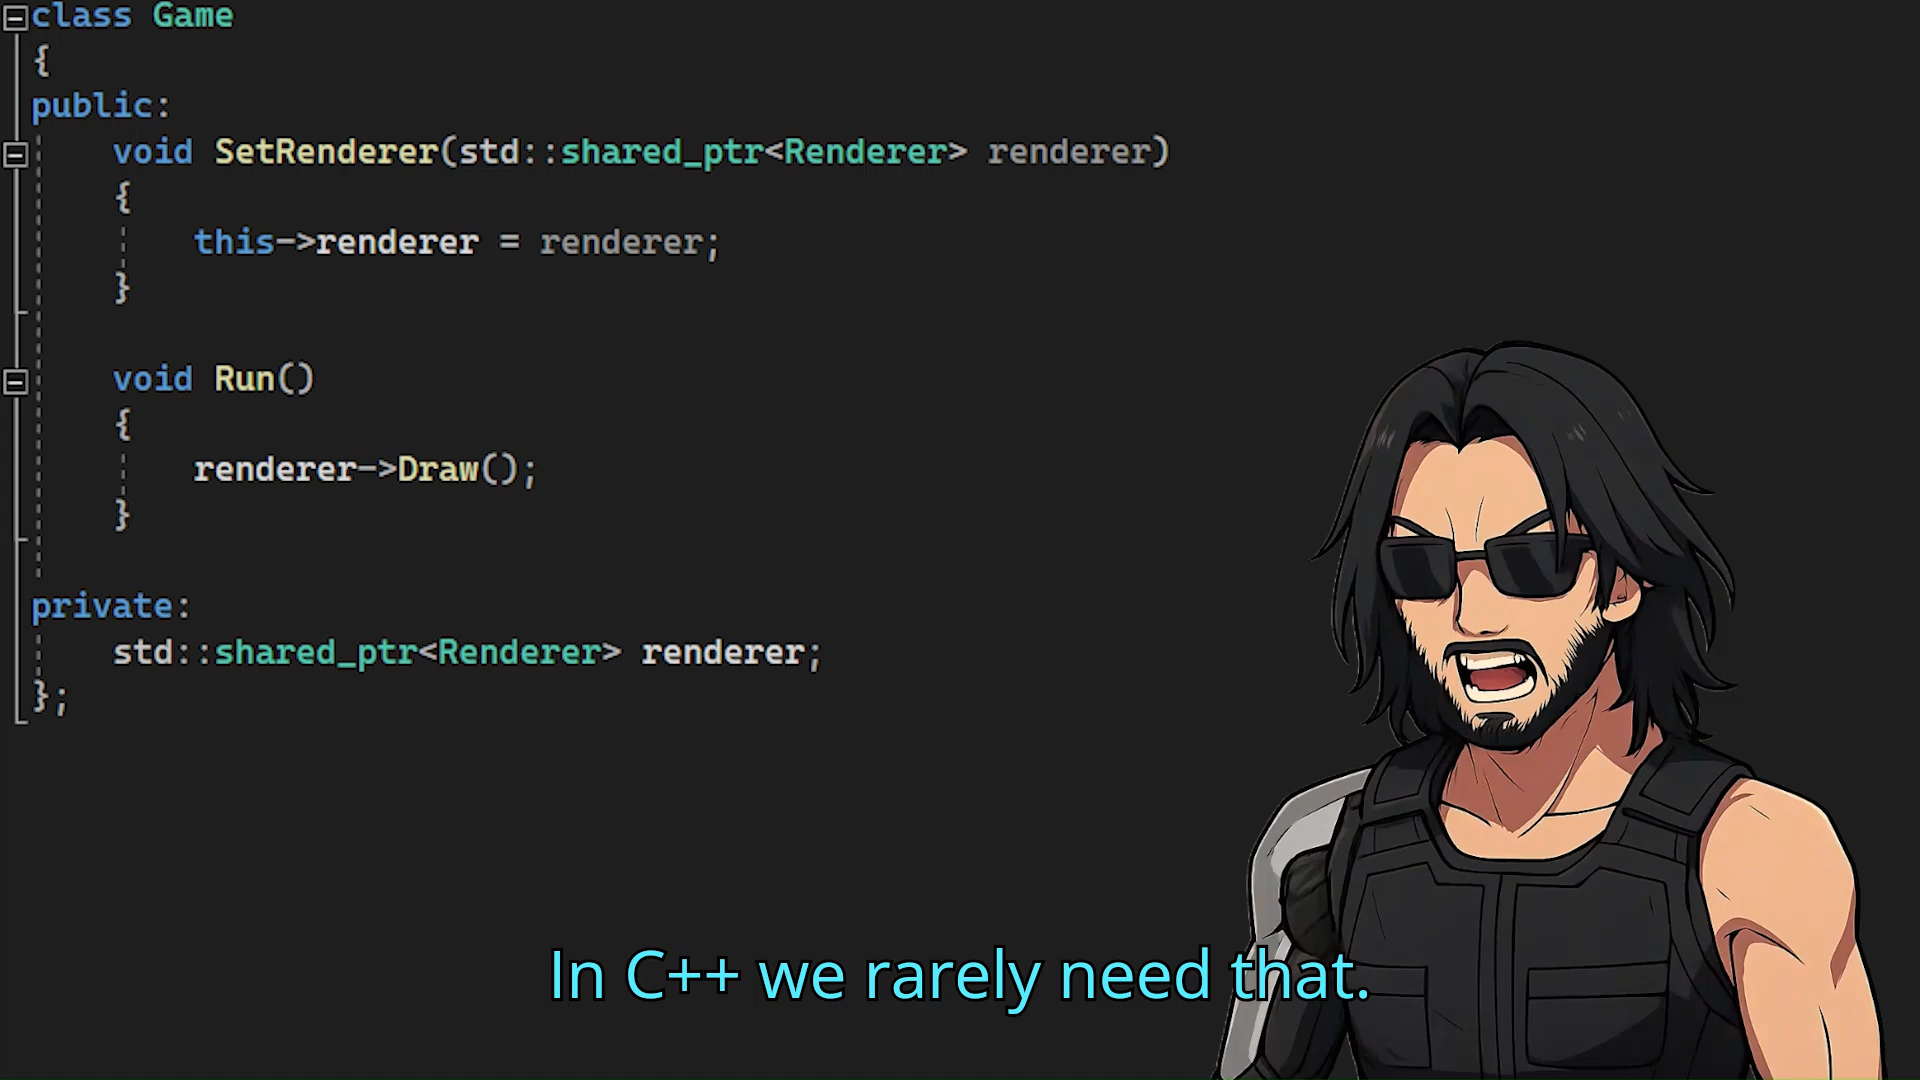 class Game
{
public:
    void SetRenderer(std::shared_ptr<Renderer> renderer)
    {
        this->renderer = renderer;
    }
    void Run()
    {
        renderer->Draw();
    }
private:
    std::shared_ptr<Renderer> renderer;
};
In C++ we rarely need that.